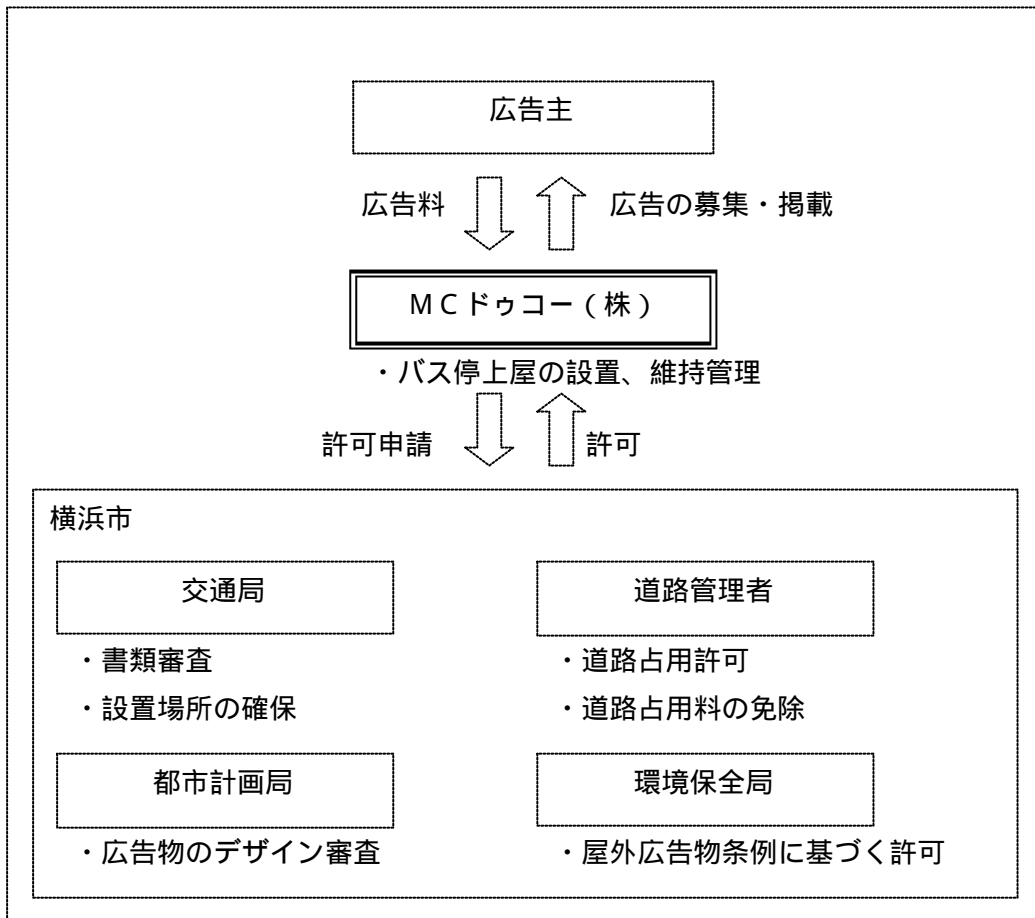 広告主
広告料
広告の募集・掲載
ＭＣドゥコー（株）
・バス停上屋の設置、維持管理
許可申請
許可
横浜市
交通局
道路管理者
・書類審査
・道路占用許可
・設置場所の確保
・道路占用料の免除
都市計画局
環境保全局
・広告物のデザイン審査
・屋外広告物条例に基づく許可